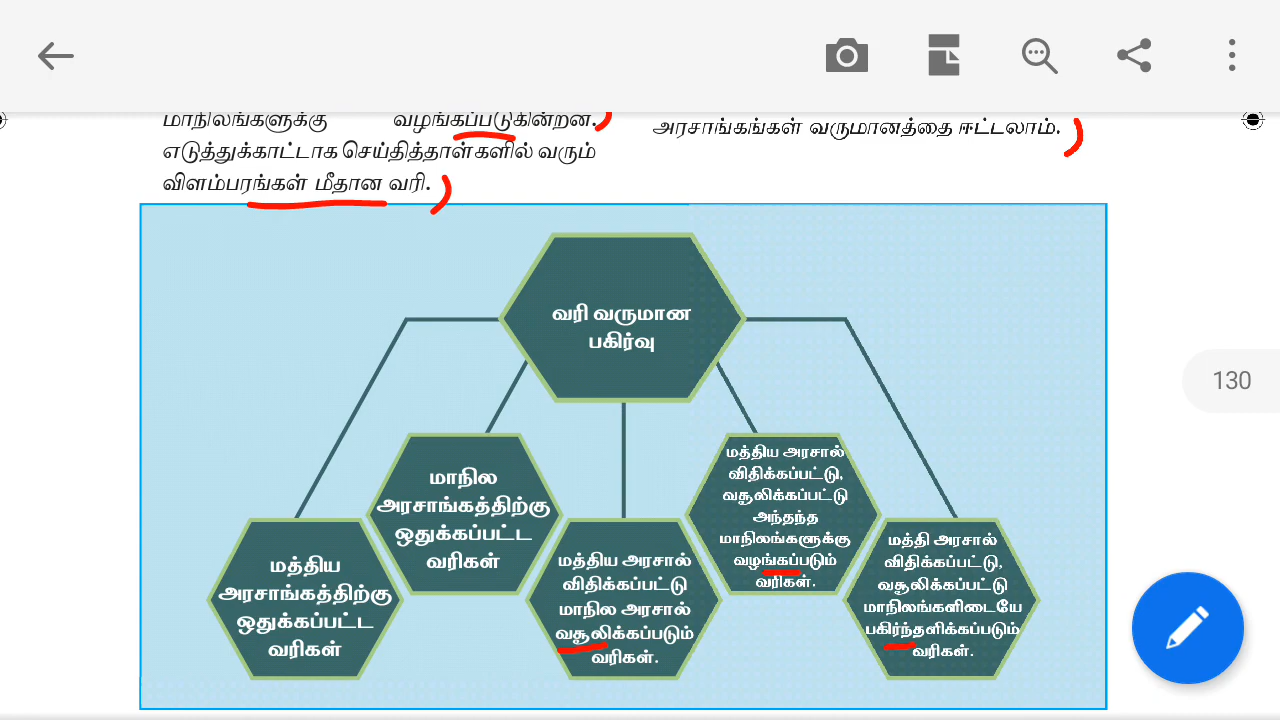 மாநிலங்களுக்கு வழங்கப்படுகின்றன.
எடுத்துக்காட்டாக செய்தித்தாள்களில் வரும்
விளம்பரங்கள் மீதான வரி.
அரசாங்கங்கள் வருமானத்தை ஈட்டலாம்.
130
வரி வருமான
பகிர்வு
மத்திய
அரசாங்கத்திற்கு
ஒதுக்கப்பட்ட
வரிகள்
மாநில
அரசாங்கத்திற்கு
ஒதுக்கப்பட்ட
வரிகள்
மத்திய அரசால்
விதிக்கப்பட்டு
மாநில அரசால்
வசூலிக்கப்படும்
வரிகள்.
மத்திய அரசால்
விதிக்கப்பட்டு,
வசூலிக்கப்பட்டு
அந்தந்த
மாநிலங்களுக்கு
வழங்கப்படும்
வரிகள்.
மத்தி அரசால்
விதிக்கப்பட்டு,
வசூலிக்கப்பட்டு
மாநிலங்களிடையே
பகிர்ந்தளிக்கப்படும்
வரிகள்.